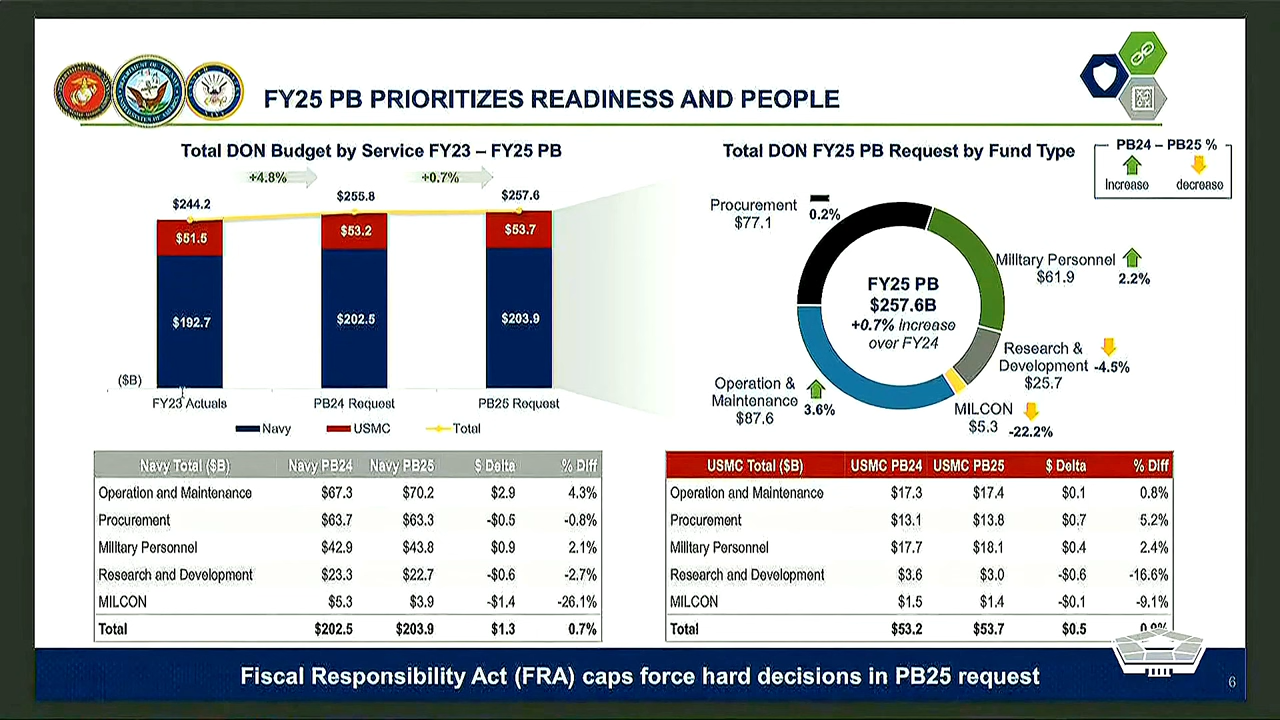 FY25 PB PRIORITIZES READINESS AND PEOPLE
Total DON Budget by Service FY23 – FY25 PB
+4.8%
+0.7%
$244.2
$255.8
$257.6
$51.5
$53.2
$53.7
$192.7
$202.5
$203.9
($B)
FY23 Actuals
PB24 Request
PB25 Request
Navy
USMC
Total
Total DON FY25 PB Request by Fund Type
PB24 – PB25 %
Increase
decrease
Procurement
$77.1
0.2%
Military Personnel
$61.9
2.2%
FY25 PB
$257.6B
+0.7% Increase
over FY24
Research &
Development
$25.7
-4.5%
Operation &
Maintenance
$87.6
3.6%
MILCON
$5.3
-22.2%
Navy Total ($B) Navy PB24 Navy PB25 $ Delta % Diff
Operation and Maintenance $67.3 $70.2 $2.9 4.3%
Procurement $63.7 $63.3 -$0.5 -0.8%
Military Personnel $42.9 $43.8 $0.9 2.1%
Research and Development $23.3 $22.7 -$0.6 -2.7%
MILCON $5.3 $3.9 -$1.4 -26.1%
Total $202.5 $203.9 $1.3 0.7%
USMC Total ($B) USMC PB24 USMC PB25 $ Delta % Diff
Operation and Maintenance $17.3 $17.4 $0.1 0.8%
Procurement $13.1 $13.8 $0.7 5.2%
Military Personnel $17.7 $18.1 $0.4 2.4%
Research and Development $3.6 $3.0 -$0.6 -16.6%
MILCON $1.5 $1.4 -$0.1 -9.1%
Total $53.2 $53.7 $0.5
Fiscal Responsibility Act (FRA) caps force hard decisions in PB25 request
6